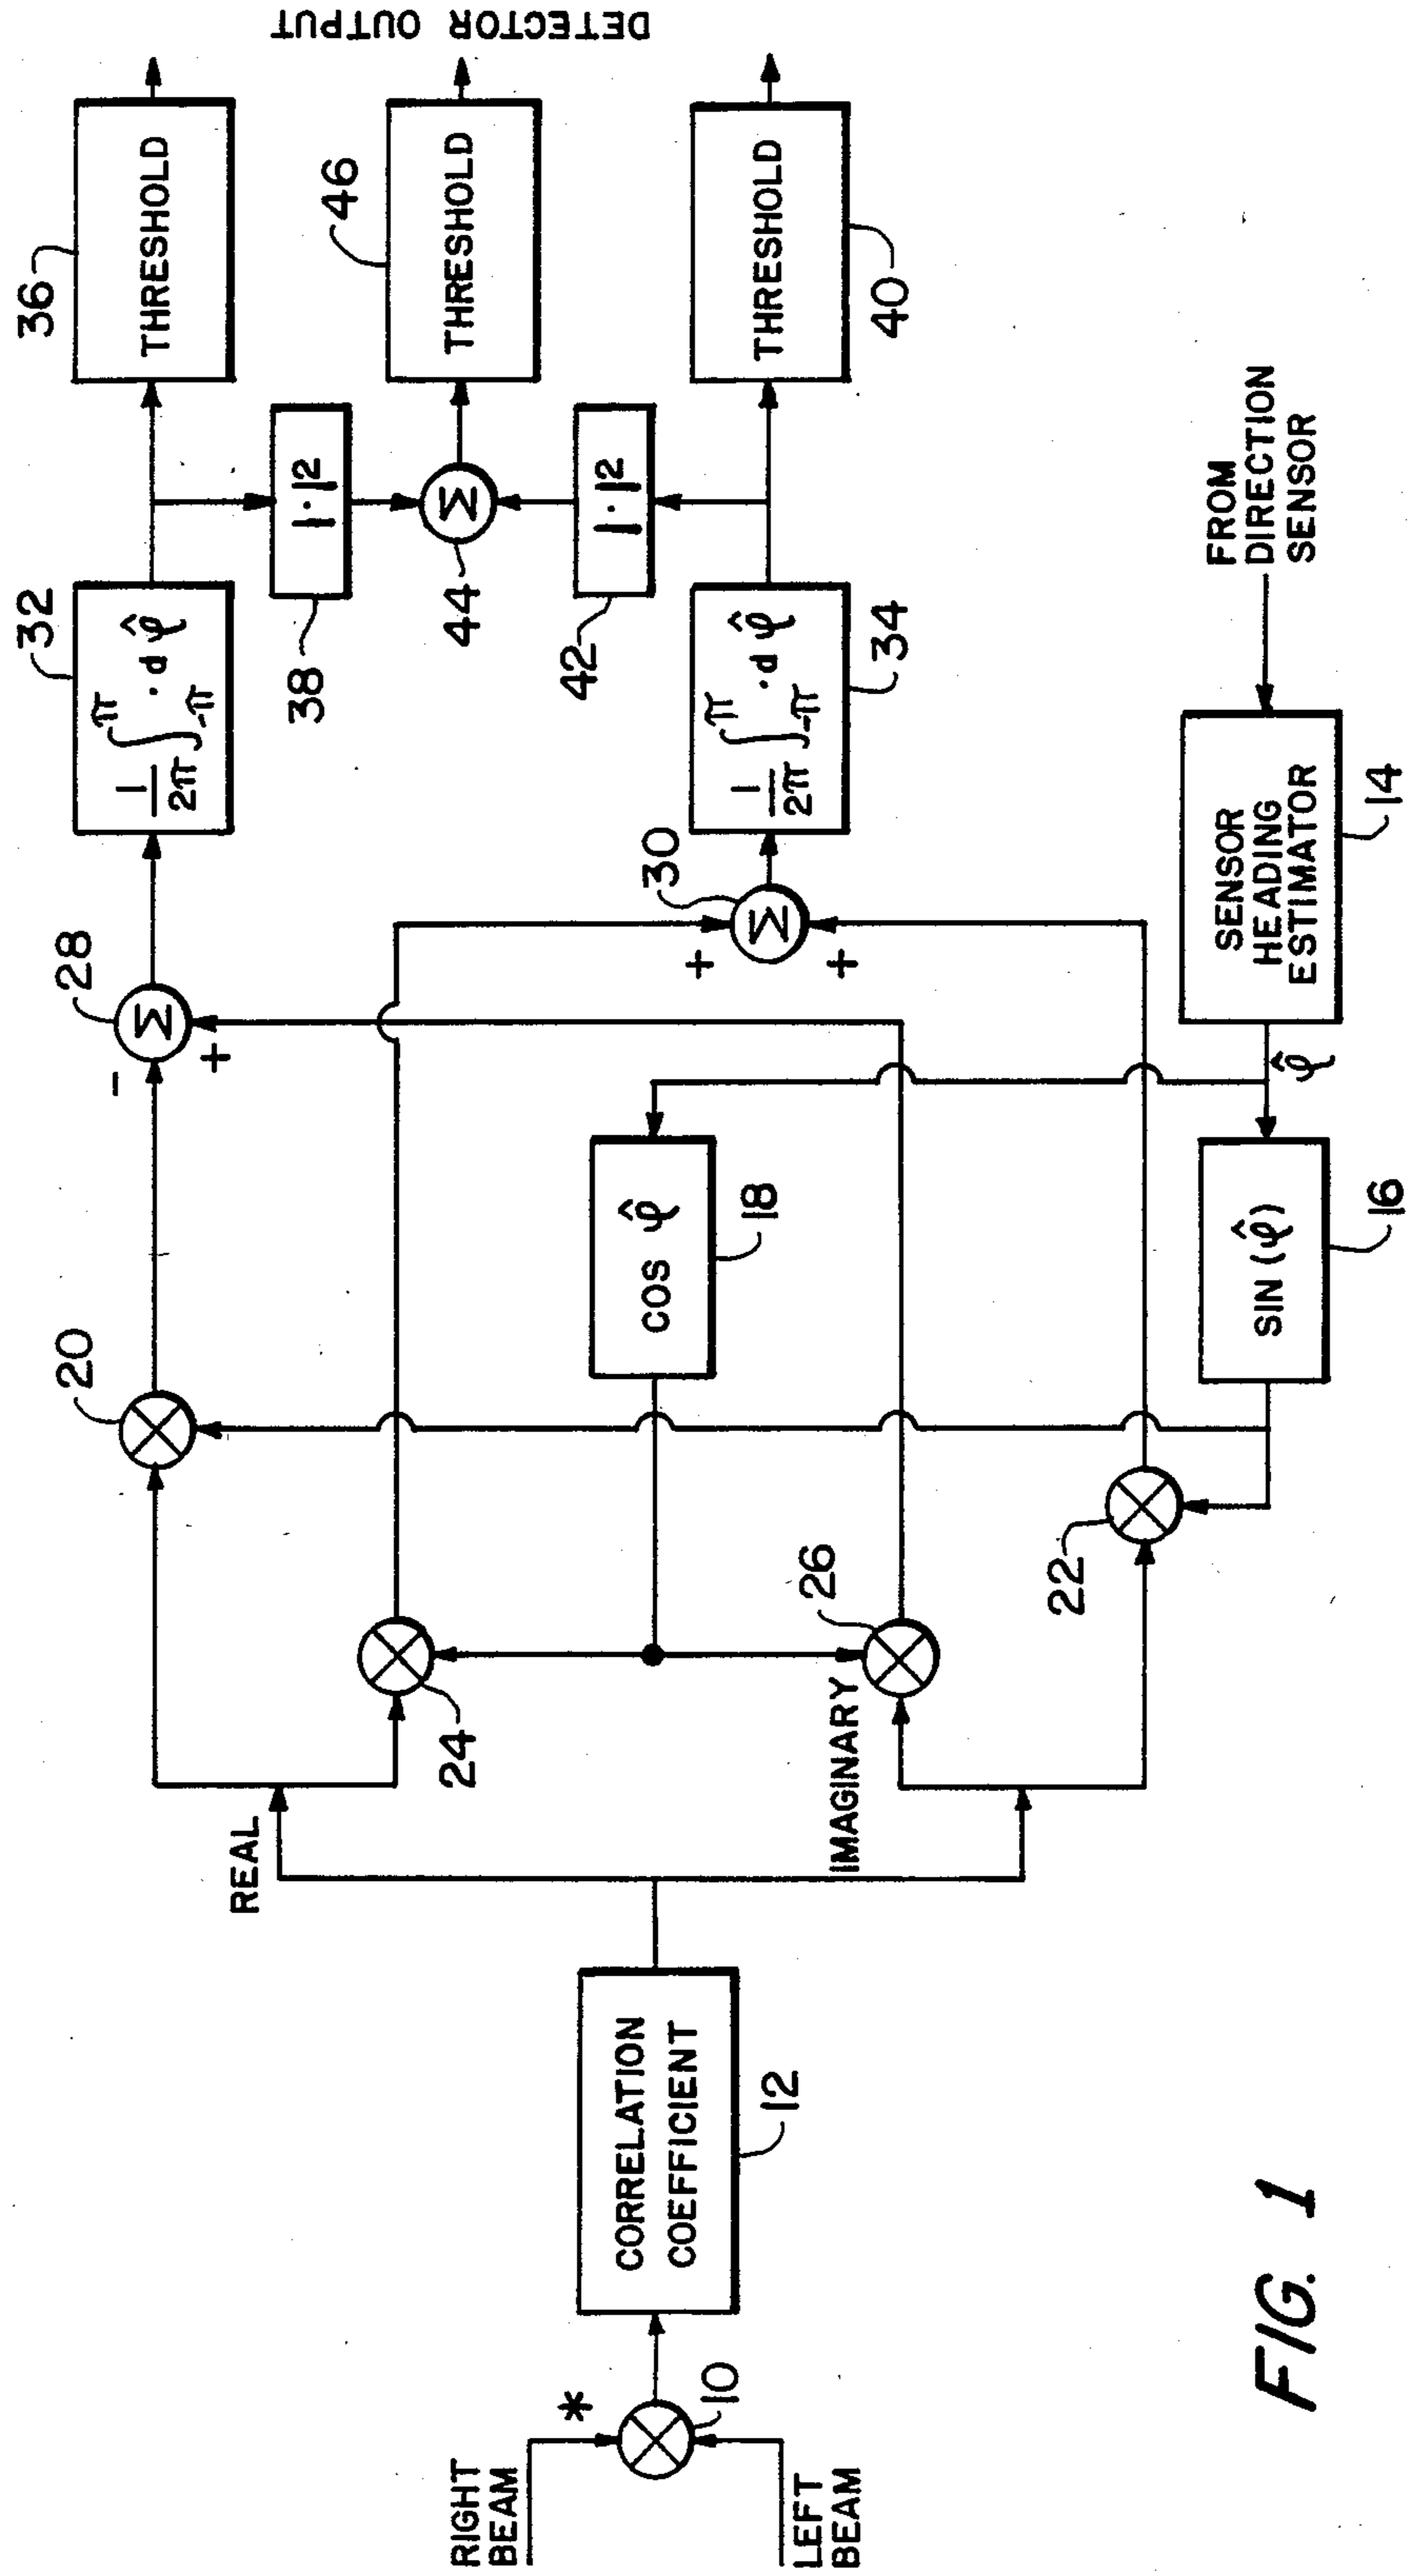 RIGHT
BEAM
*
10
LEFT
BEAM
CORRELATION
COEFFICIENT
12
REAL
IMAGINARY
20
24
26
22
COS φ̂
18
SIN (φ̂)
16
φ̂
SENSOR
HEADING
ESTIMATOR
14
FROM
DIRECTION
SENSOR
28
Σ
-
+
30
Σ
+
+
32
1/2π ∫_-π^π · d φ̂
34
1/2π ∫_-π^π · d φ̂
38
|·|²
42
|·|²
44
Σ
36
THRESHOLD
46
THRESHOLD
40
THRESHOLD
DETECTOR OUTPUT
FIG. 1